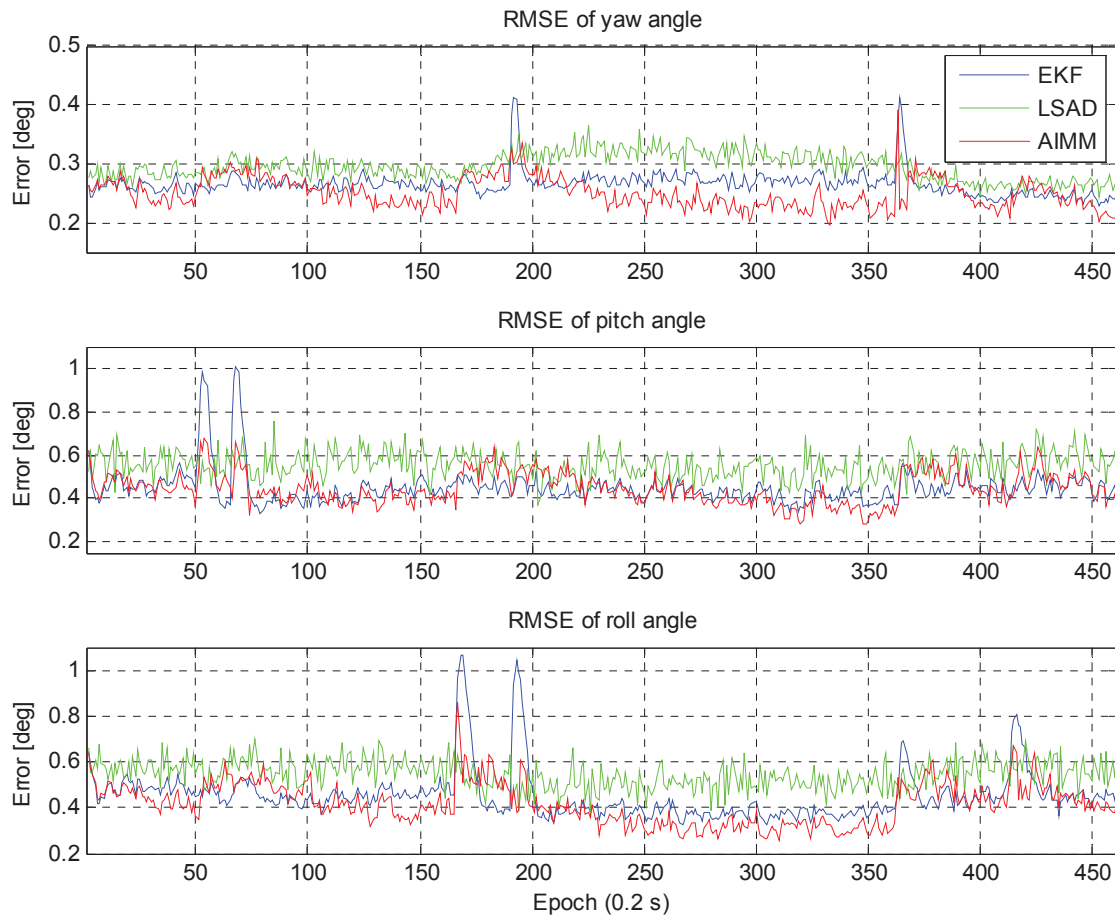 RMSE of yaw angle
0.5
0.4
0.3
0.2
Error [deg]
EKF
LSAD
AIMM
50 100 150 200 250 300 350 400 450
RMSE of pitch angle
1
0.8
0.6
0.4
0.2
Error [deg]
50 100 150 200 250 300 350 400 450
RMSE of roll angle
1
0.8
0.6
0.4
0.2
Error [deg]
50 100 150 200 250 300 350 400 450
Epoch (0.2 s)